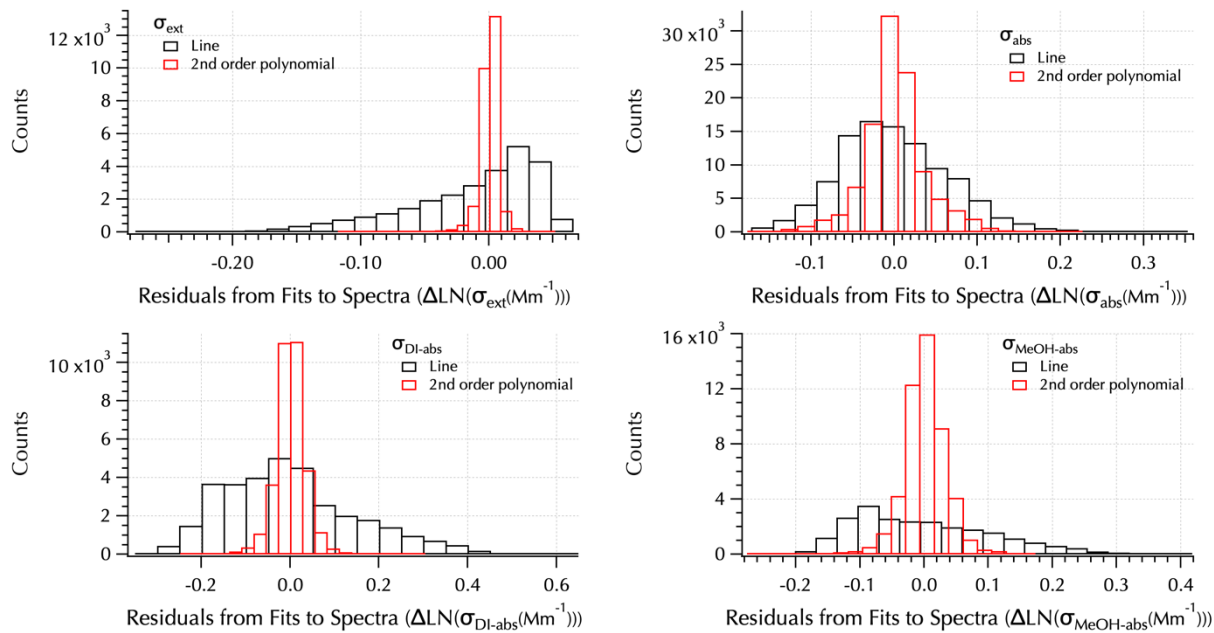 12 x10³
10
8
6
4
2
0
Counts
σext
Line
2nd order polynomial
-0.20
-0.10
0.00
Residuals from Fits to Spectra (ΔLN(σext(Mm⁻¹)))
30 x10³
25
20
15
10
5
0
Counts
σabs
Line
2nd order polynomial
-0.1
0.0
0.1
0.2
0.3
Residuals from Fits to Spectra (ΔLN(σabs(Mm⁻¹)))
10 x10³
8
6
4
2
0
Counts
σDI-abs
Line
2nd order polynomial
-0.2
0.0
0.2
0.4
0.6
Residuals from Fits to Spectra (ΔLN(σDI-abs(Mm⁻¹)))
16 x10³
12
8
4
0
Counts
σMeOH-abs
Line
2nd order polynomial
-0.2
-0.1
0.0
0.1
0.2
0.3
0.4
Residuals from Fits to Spectra (ΔLN(σMeOH-abs(Mm⁻¹)))